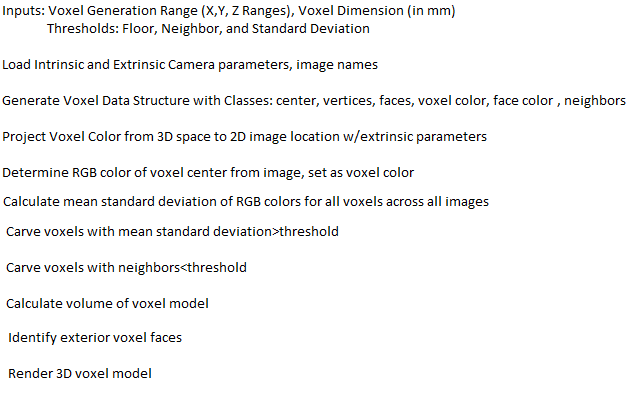 Inputs: Voxel Generation Range (X,Y, Z Ranges), Voxel Dimension (in mm)
Thresholds: Floor, Neighbor, and Standard Deviation
Load Intrinsic and Extrinsic Camera parameters, image names
Generate Voxel Data Structure with Classes: center, vertices, faces, voxel color, face color , neighbors
Project Voxel Color from 3D space to 2D image location w/extrinsic parameters
Determine RGB color of voxel center from image, set as voxel color
Calculate mean standard deviation of RGB colors for all voxels across all images
Carve voxels with mean standard deviation>threshold
Carve voxels with neighbors<threshold
Calculate volume of voxel model
Identify exterior voxel faces
Render 3D voxel model